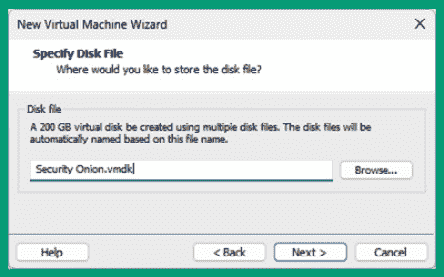 New Virtual Machine Wizard
Specify Disk File
Where would you like to store the disk file?
Disk file
A 200 GB virtual disk be created using multiple disk files. The disk files will be
automatically named based on this file name.
Security Onion.vmdk
Browse...
Help
< Back
Next >
Cancel